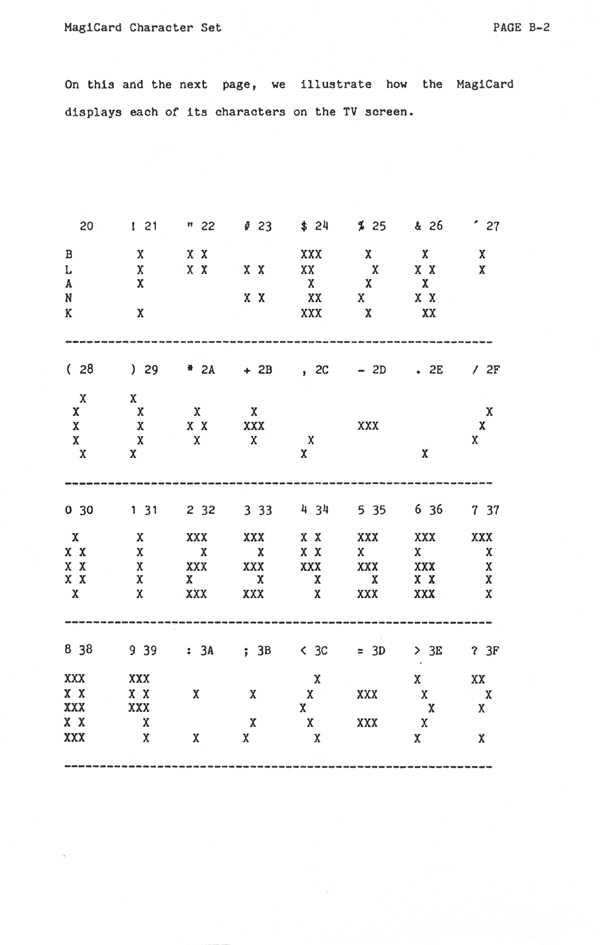 MagiCard Character Set                                   PAGE B-2
On this and the next page, we illustrate how the MagiCard
displays each of its characters on the TV screen.
  20    ! 21    " 22    # 23    $ 24    % 25    & 26    ´ 27
B        X      X X             XXX      X       X       X
L        X      X X     X X     XX        X     X X      X
A        X                       X       X       X
N                       X X      XX     X       X X
K        X                      XXX      X       XX
------------------------------------------------------------
( 28    ) 29    * 2A    + 2B    , 2C    - 2D    . 2E    / 2F
  X     X
 X       X       X       X                                X
 X       X      X X     XXX             XXX              X
 X       X       X       X       X                      X
  X     X                       X                X
------------------------------------------------------------
0 30    1 31    2 32    3 33    4 34    5 35    6 36    7 37
 X       X      XXX     XXX     X X     XXX     XXX     XXX
X X      X        X       X     X X     X       X         X
X X      X      XXX     XXX     XXX     XXX     XXX       X
X X      X      X         X       X       X     X X       X
 X       X      XXX     XXX       X     XXX     XXX       X
------------------------------------------------------------
8 38    9 39    : 3A    ; 3B    < 3C    = 3D    > 3E    ? 3F
XXX     XXX                       X             X       XX
X X     X X      X       X       X      XXX      X        X
XXX     XXX                     X                 X      X
X X       X              X       X      XXX      X
XXX       X      X      X         X             X        X
------------------------------------------------------------